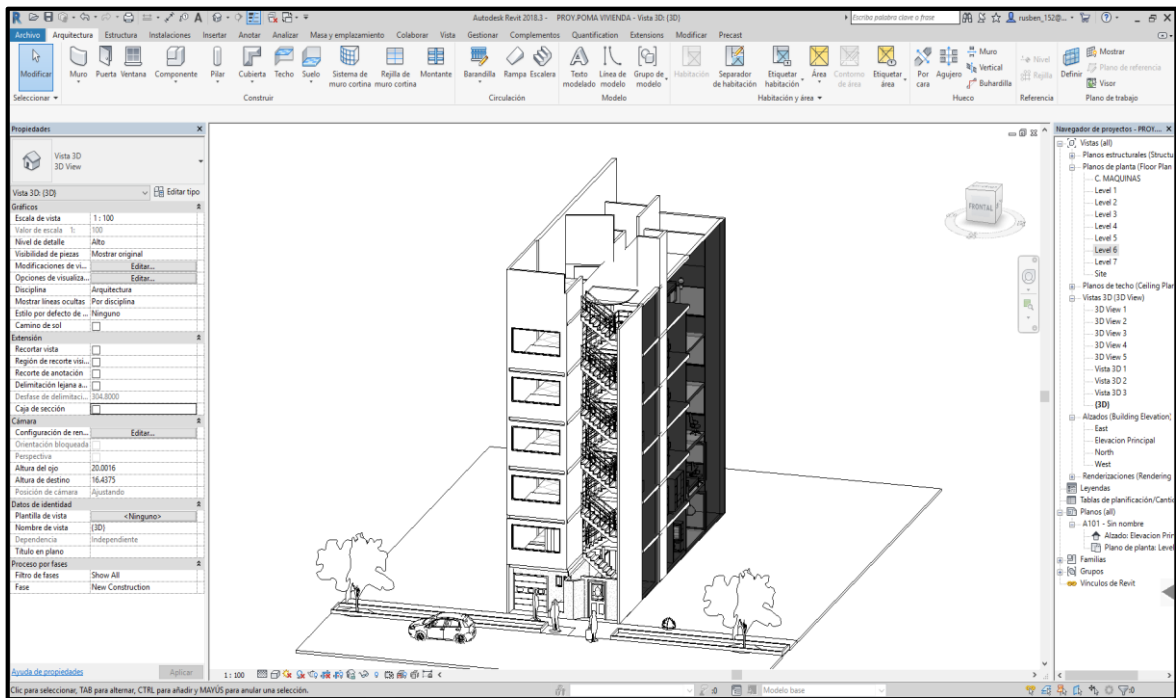 Autodesk Revit 2018.3 - PROY.POMA VIVIENDA - Vista 3D: {3D}
Escriba palabra clave o frase
rusben_152@...
Archivo Arquitectura Estructura Instalaciones Insertar Anotar Analizar Masa y emplazamiento Colaborar Vista Gestionar Complementos Quantification Extensions Modificar Precast
Modificar
Muro Puerta Ventana Componente Pilar Cubierta Techo Suelo Sistema de muro cortina Rejilla de muro cortina Montante
Barandilla Rampa Escalera
Texto modelado Línea de modelo Grupo de modelo
Habitación Separador de habitación Etiquetar habitación Área Contorno de área Etiquetar área
Por cara Agujero Muro Vertical Buhardilla
Nivel Rejilla
Definir Mostrar Plano de referencia Visor
Seleccionar Construir Circulación Modelo Habitación y área Hueco Referencia Plano de trabajo
Propiedades
Vista 3D
3D View
Vista 3D: {3D} Editar tipo
Gráficos
Escala de vista 1 : 100
Valor de escala 1: 100
Nivel de detalle Alto
Visibilidad de piezas Mostrar original
Modificaciones de vi... Editar...
Opciones de visualiza... Editar...
Disciplina Arquitectura
Mostrar líneas ocultas Por disciplina
Estilo por defecto de ... Ninguno
Camino de sol
Extensión
Recortar vista
Región de recorte visi...
Recorte de anotación
Delimitación lejana a...
Desfase de delimitaci... 304.8000
Caja de sección
Cámara
Configuración de ren... Editar...
Orientación bloqueada
Perspectiva
Altura del ojo 20.0016
Altura de destino 16.4375
Posición de cámara Ajustando
Datos de identidad
Plantilla de vista <Ninguno>
Nombre de vista {3D}
Dependencia Independiente
Título en plano
Proceso por fases
Filtro de fases Show All
Fase New Construction
Ayuda de propiedades Aplicar
FRONTAL
Navegador de proyectos - PROY....
Vistas (all)
Planos estructurales (Structu
Planos de planta (Floor Plan
C. MAQUINAS
Level 1
Level 2
Level 3
Level 4
Level 5
Level 6
Level 7
Site
Planos de techo (Ceiling Plan
Vistas 3D (3D View)
3D View 1
3D View 2
3D View 3
3D View 4
3D View 5
Vista 3D 1
Vista 3D 2
Vista 3D 3
{3D}
Alzados (Building Elevation)
East
Elevacion Principal
North
West
Renderizaciones (Rendering
Leyendas
Tablas de planificación/Cantid
Planos (all)
A101 - Sin nombre
Alzado: Elevacion Prin
Plano de planta: Level
Familias
Grupos
Vínculos de Revit
1 : 100
Clic para seleccionar, TAB para alternar, CTRL para añadir y MAYÚS para anular una selección.
:0 Modelo base
:0